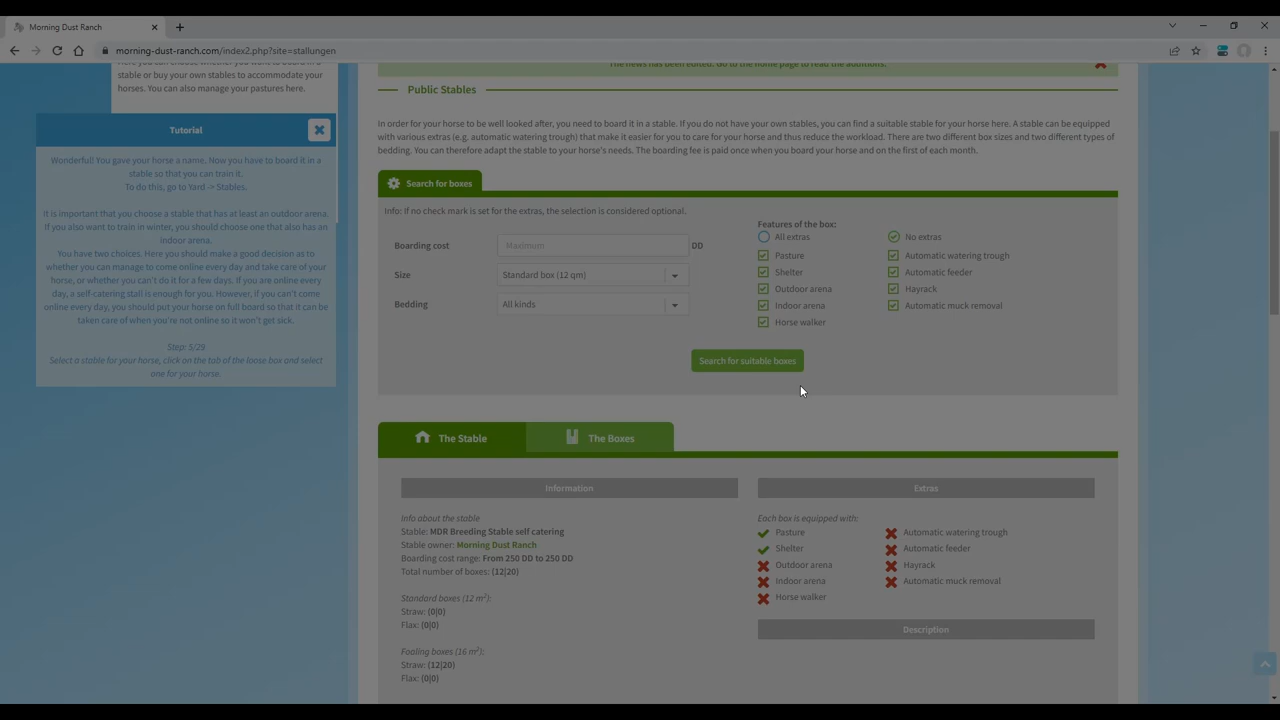 Morning Dust Ranch
morning-dust-ranch.com/index2.php?site=stallungen
Here you can choose, whether you want to board in a
stable or buy your own stables to accommodate your
horses. You can also manage your pastures here.
Tutorial
Wonderful! You gave your horse a name. Now you have to board it in a
stable so that you can train it.
To do this, go to Yard -> Stables.
It is important that you choose a stable that has at least an outdoor arena.
If you also want to train in winter, you should choose one that also has an
indoor arena.
You have two choices. Here you should make a good decision as to
whether you can manage to come online every day and take care of your
horse, or whether you can't do it for a few days. If you are online every
day, a self-catering stall is enough for you. However, if you can't come
online every day, you should put your horse on full board so that it can be
taken care of when you're not online so it won't get sick.
Step: 5/29
Select a stable for your horse, click on the tab of the loose box and select
one for your horse.
The news has been edited. Go to the home page to read the additions.
Public Stables
In order for your horse to be well looked after, you need to board it in a stable. If you do not have your own stables, you can find a suitable stable for your horse here. A stable can be equipped
with various extras (e.g. automatic watering trough) that make it easier for you to care for your horse and thus reduce the workload. There are two different box sizes and two different types of
bedding. You can therefore adapt the stable to your horse's needs. The boarding fee is paid once when you board your horse and on the first of each month.
Search for boxes
Info: If no check mark is set for the extras, the selection is considered optional.
Boarding cost Maximum DD
Size Standard box (12 qm)
Bedding All kinds
Features of the box:
All extras No extras
Pasture Automatic watering trough
Shelter Automatic feeder
Outdoor arena Hayrack
Indoor arena Automatic muck removal
Horse walker
Search for suitable boxes
The Stable The Boxes
Information
Info about the stable
Stable: MDR Breeding Stable self catering
Stable owner: Morning Dust Ranch
Boarding cost range: From 250 DD to 250 DD
Total number of boxes: (12|20)
Standard boxes (12 m²):
Straw: (0|0)
Flax: (0|0)
Foaling boxes (16 m²):
Straw: (12|20)
Flax: (0|0)
Extras
Each box is equipped with:
Pasture Automatic watering trough
Shelter Automatic feeder
Outdoor arena Hayrack
Indoor arena Automatic muck removal
Horse walker
Description